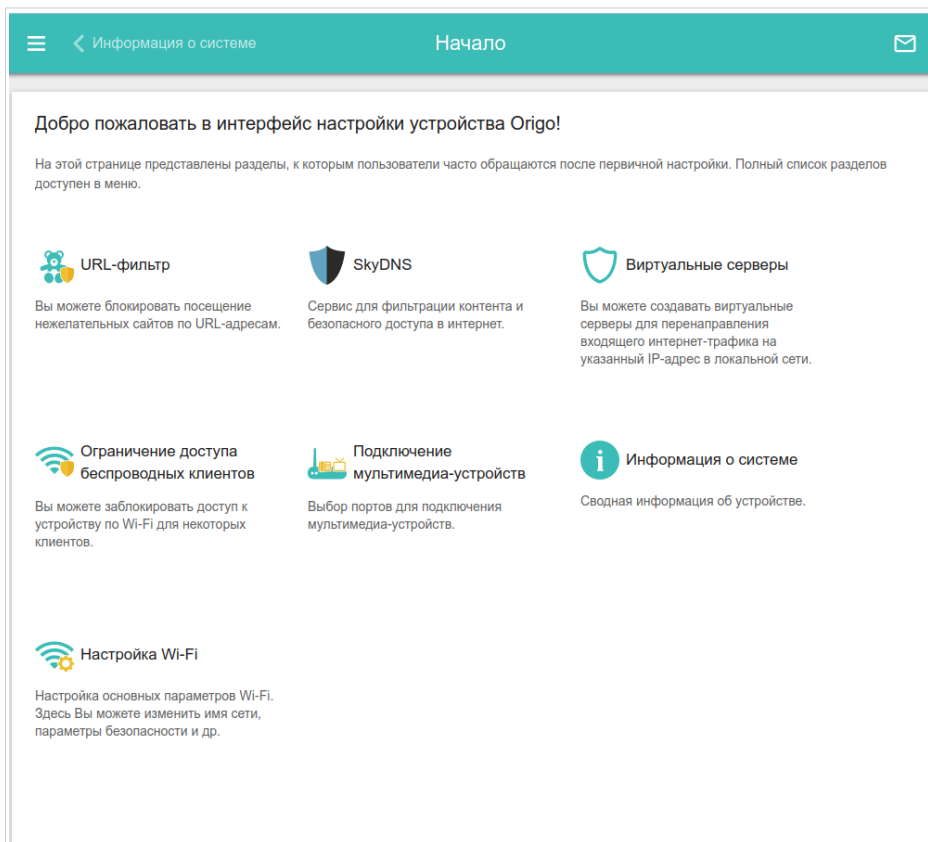 Информация о системе
Начало
Добро пожаловать в интерфейс настройки устройства Origo!
На этой странице представлены разделы, к которым пользователи часто обращаются после первичной настройки. Полный список разделов
доступен в меню.
URL-фильтр
Вы можете блокировать посещение
нежелательных сайтов по URL-адресам.
SkyDNS
Сервис для фильтрации контента и
безопасного доступа в интернет.
Виртуальные серверы
Вы можете создавать виртуальные
серверы для перенаправления
входящего интернет-трафика на
указанный IP-адрес в локальной сети.
Ограничение доступа
беспроводных клиентов
Вы можете заблокировать доступ к
устройству по Wi-Fi для некоторых
клиентов.
Подключение
мультимедиа-устройств
Выбор портов для подключения
мультимедиа-устройств.
Информация о системе
Сводная информация об устройстве.
Настройка Wi-Fi
Настройка основных параметров Wi-Fi.
Здесь Вы можете изменить имя сети,
параметры безопасности и др.